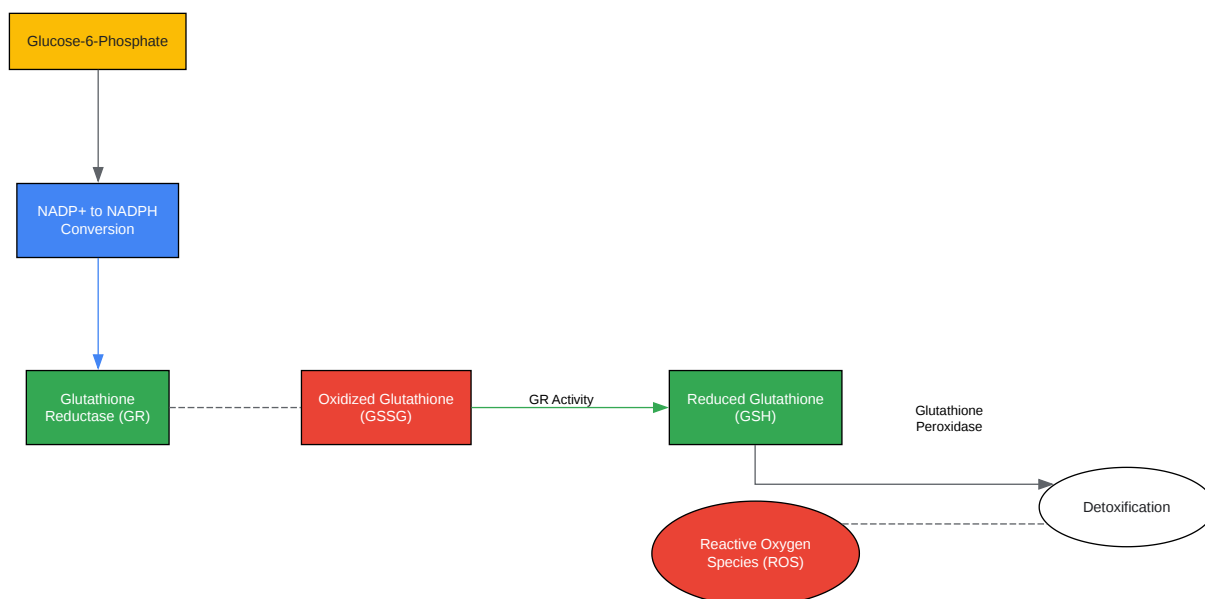 Glucose-6-Phosphate
NADP+ to NADPH
Conversion
Glutathione
Reductase (GR)
Oxidized Glutathione
(GSSG)
GR Activity
Reduced Glutathione
(GSH)
Glutathione
Peroxidase
Detoxification
Reactive Oxygen
Species (ROS)